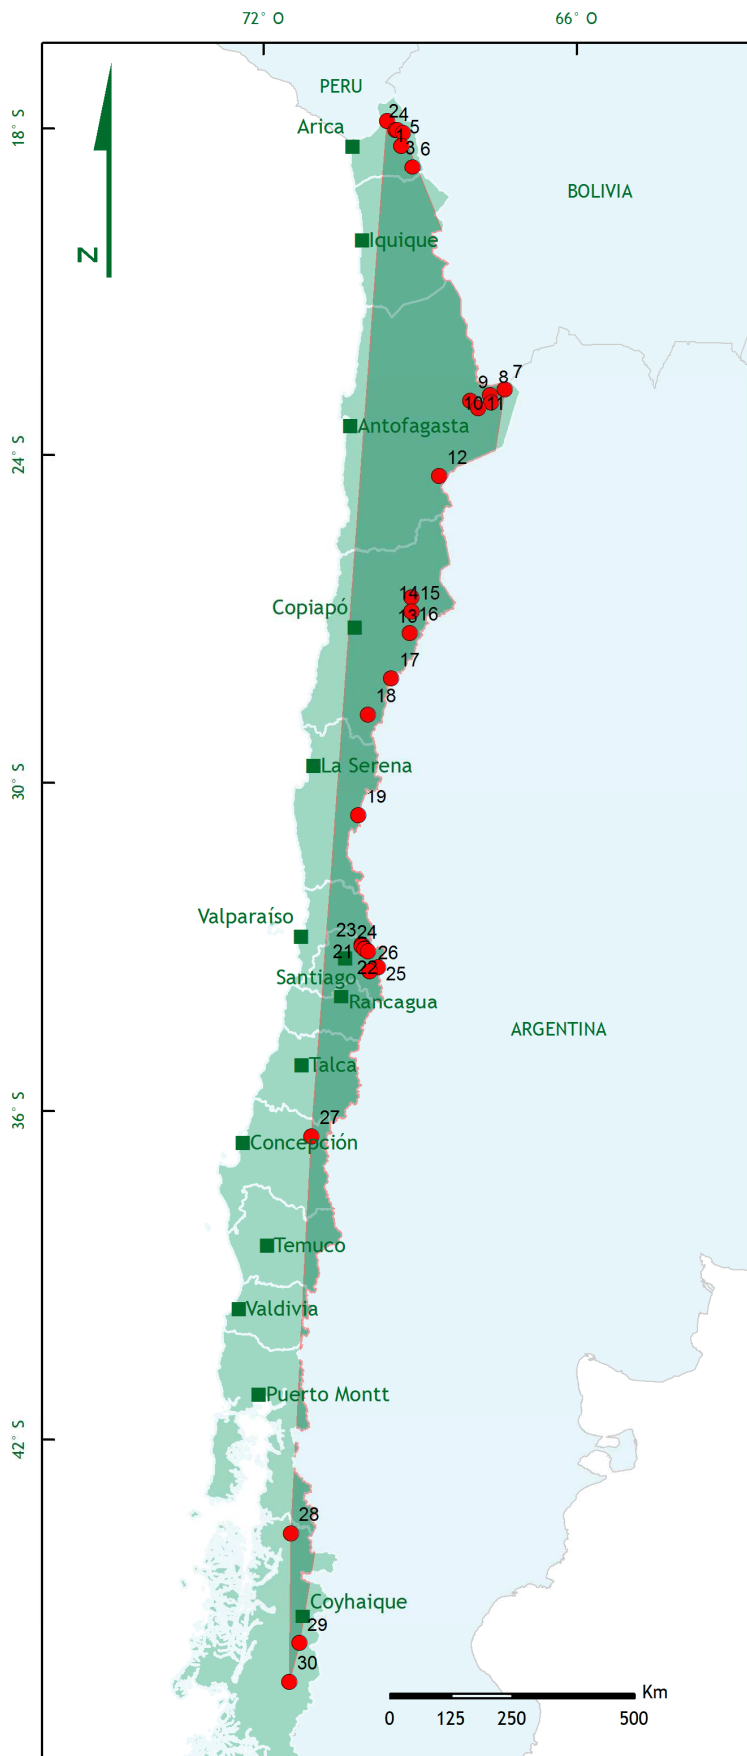 72° O
66° O
PERU
Arica
18° S
24
5
1
3
6
BOLIVIA
N
Iquique
7
8
9
10
11
Antofagasta
24° S
12
14
15
Copiapó
13
16
17
18
La Serena
30° S
19
Valparaíso
23
24
21
26
22
25
Santiago
Rancagua
ARGENTINA
Talca
36° S
27
Concepción
Temuco
Valdivia
Puerto Montt
42° S
28
Coyhaique
29
30
Km
0
125
250
500